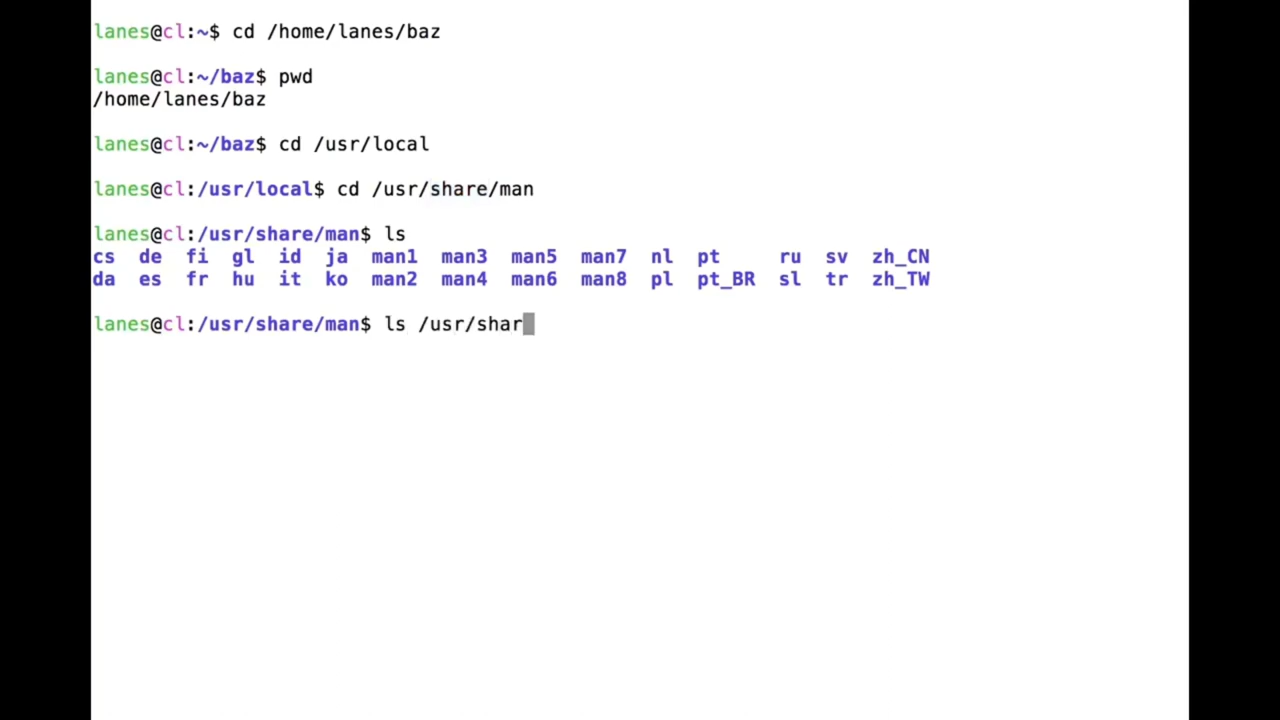 lanes@cl:~$ cd /home/lanes/baz
lanes@cl:~/baz$ pwd
/home/lanes/baz
lanes@cl:~/baz$ cd /usr/local
lanes@cl:/usr/local$ cd /usr/share/man
lanes@cl:/usr/share/man$ ls
cs de fi gl id ja man1 man3 man5 man7 nl pt ru sv zh_CN
da es fr hu it ko man2 man4 man6 man8 pl pt_BR sl tr zh_TW
lanes@cl:/usr/share/man$ ls /usr/shar